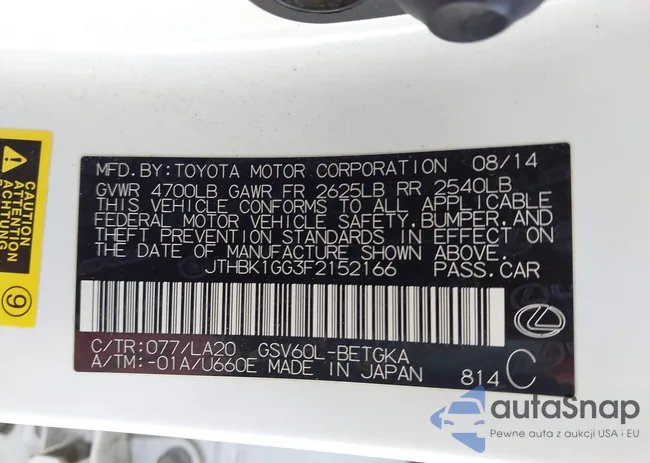 MFD.BY:TOYOTA MOTOR CORPORATION 08/14
GVWR 4700LB GAWR FR 2625LB RR 2540LB
THIS VEHICLE CONFORMS TO ALL APPLICABLE
FEDERAL MOTOR VEHICLE SAFETY, BUMPER, AND
THEFT PREVENTION STANDARDS IN EFFECT ON
THE DATE OF MANUFACTURE SHOWN ABOVE.
JTHBK1GG3F2152166 PASS.CAR
C/TR:077/LA20 GSV60L-BETGKA
A/TM:-01A/U660E MADE IN JAPAN 814 C
CAUTION
ATTENTION
9
autaSnap
Pewne auta z aukcji USA i EU